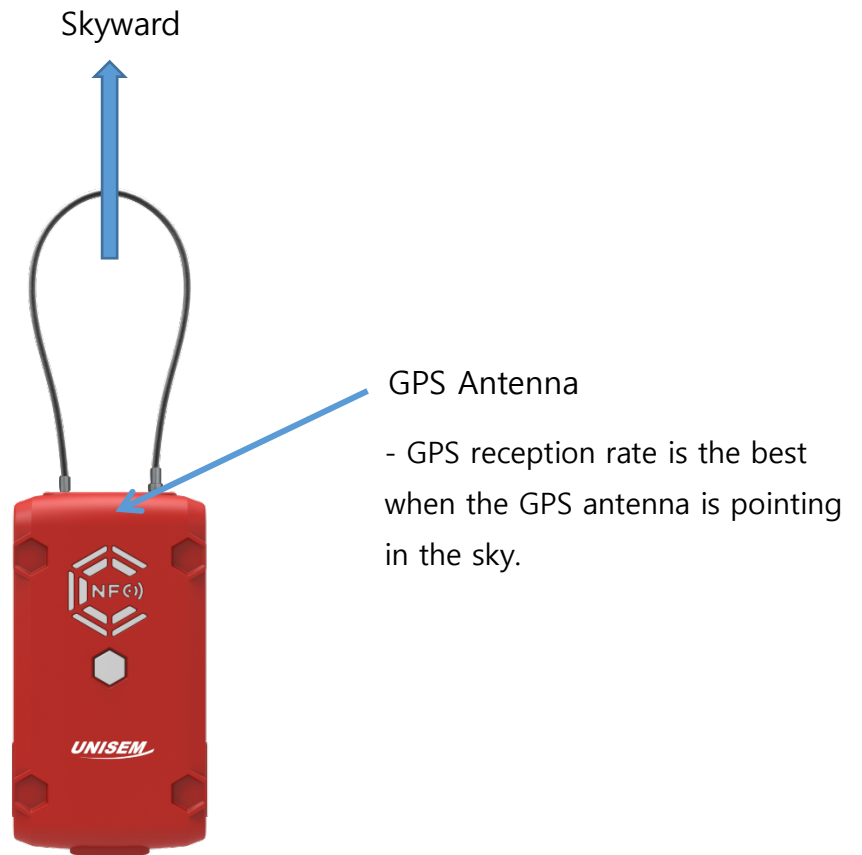 Skyward
GPS Antenna
- GPS reception rate is the best
when the GPS antenna is pointing
in the sky.
NFC
UNISEM